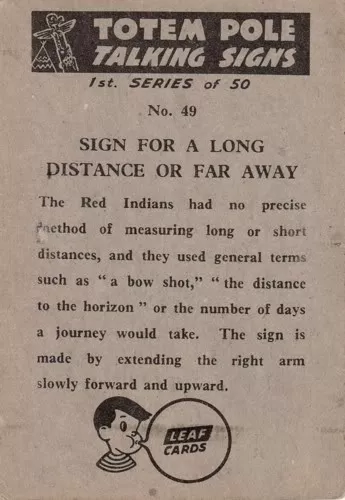 TOTEM POLE
TALKING SIGNS
1st. SERIES of 50
No. 49
SIGN FOR A LONG
DISTANCE OR FAR AWAY
The Red Indians had no precise
method of measuring long or short
distances, and they used general terms
such as "a bow shot," "the distance
to the horizon" or the number of days
a journey would take. The sign is
made by extending the right arm
slowly forward and upward.
LEAF
CARDS